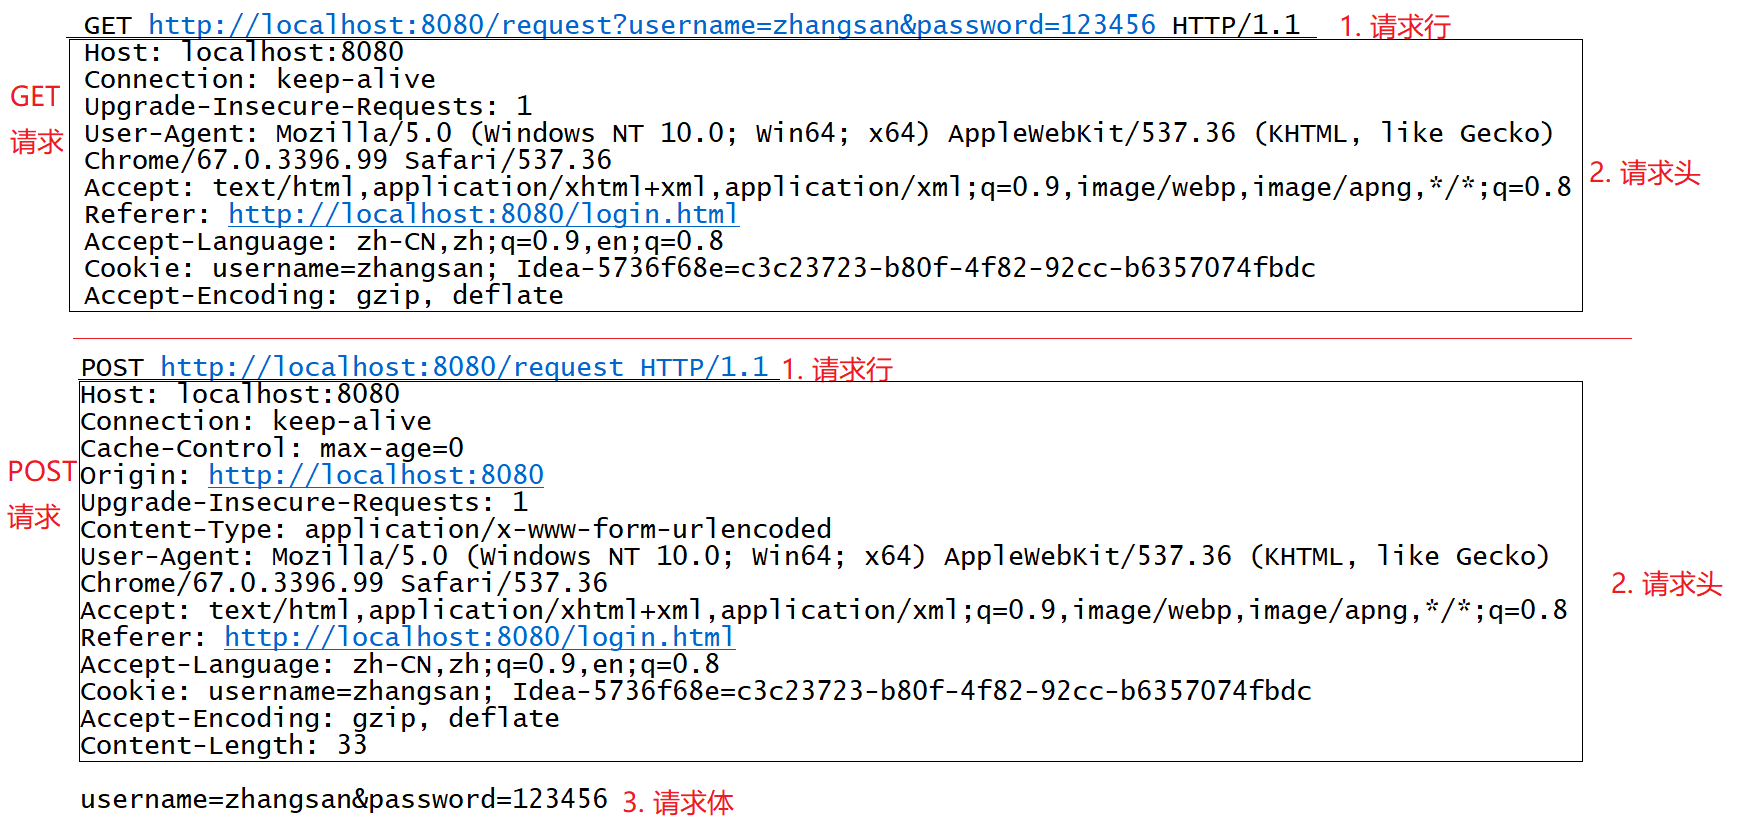 GET http://localhost:8080/request?username=zhangsan&password=123456 HTTP/1.1 1. 请求行
Host: localhost:8080
Connection: keep-alive
GET
请求
Upgrade-Insecure-Requests: 1
User-Agent: Mozilla/5.0 (Windows NT 10.0; Win64; x64) AppleWebKit/537.36 (KHTML, like Gecko)
Chrome/67.0.3396.99 Safari/537.36
Accept: text/html,application/xhtml+xml,application/xml;q=0.9,image/webp,image/apng,*/*;q=0.8
2. 请求头
Referer: http://localhost:8080/login.html
Accept-Language: zh-CN,zh;q=0.9,en;q=0.8
Cookie: username=zhangsan; Idea-5736f68e=c3c23723-b80f-4f82-92cc-b6357074fbdc
Accept-Encoding: gzip, deflate
POST http://localhost:8080/request HTTP/1.1 1. 请求行
Host: localhost:8080
Connection: keep-alive
Cache-Control: max-age=0
POST
请求
Origin: http://localhost:8080
Upgrade-Insecure-Requests: 1
Content-Type: application/x-www-form-urlencoded
User-Agent: Mozilla/5.0 (Windows NT 10.0; Win64; x64) AppleWebKit/537.36 (KHTML, like Gecko)
Chrome/67.0.3396.99 Safari/537.36
2. 请求头
Accept: text/html,application/xhtml+xml,application/xml;q=0.9,image/webp,image/apng,*/*;q=0.8
Referer: http://localhost:8080/login.html
Accept-Language: zh-CN,zh;q=0.9,en;q=0.8
Cookie: username=zhangsan; Idea-5736f68e=c3c23723-b80f-4f82-92cc-b6357074fbdc
Accept-Encoding: gzip, deflate
Content-Length: 33
username=zhangsan&password=123456 3. 请求体